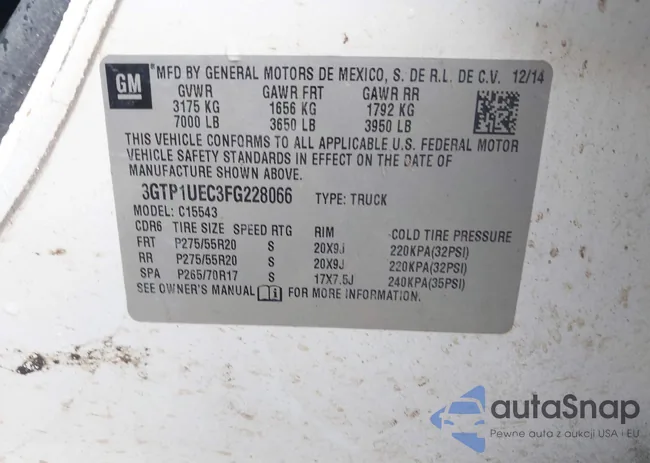 GM
MFD BY GENERAL MOTORS DE MEXICO, S. DE R.L. DE C.V. 12/14
GVWR GAWR FRT GAWR RR
3175 KG 1656 KG 1792 KG
7000 LB 3650 LB 3950 LB
THIS VEHICLE CONFORMS TO ALL APPLICABLE U.S. FEDERAL MOTOR
VEHICLE SAFETY STANDARDS IN EFFECT ON THE DATE OF
MANUFACTURE SHOWN ABOVE.
3GTP1UEC3FG228066 TYPE: TRUCK
MODEL: C15543
CDR6 TIRE SIZE SPEED RTG RIM COLD TIRE PRESSURE
FRT P275/55R20 S 20X9J 220KPA(32PSI)
RR P275/55R20 S 20X9J 220KPA(32PSI)
SPA P265/70R17 S 17X7.5J 240KPA(35PSI)
SEE OWNER'S MANUAL FOR MORE INFORMATION.
autaSnap
Pewne auta z aukcji USA i EU